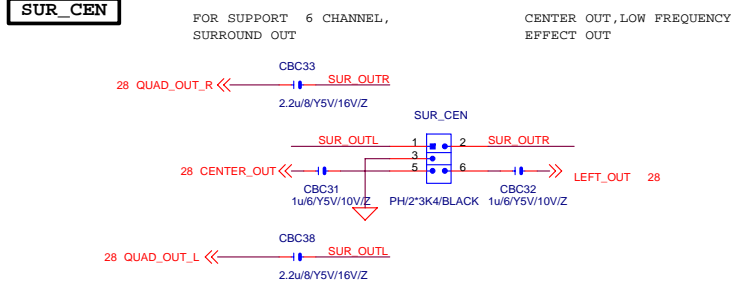 SUR_CEN
FOR SUPPORT 6 CHANNEL,
SURROUND OUT
CENTER OUT,LOW FREQUENCY
EFFECT OUT
CBC33
28 QUAD_OUT_R
SUR_OUTR
2.2u/8/Y5V/16V/Z
SUR_CEN
SUR_OUTL
1
2
SUR_OUTR
3
28 CENTER_OUT
5
6
LEFT_OUT 28
CBC31
1u/6/Y5V/10V/Z
PH/2*3K4/BLACK
CBC32
1u/6/Y5V/10V/Z
CBC38
28 QUAD_OUT_L
SUR_OUTL
2.2u/8/Y5V/16V/Z